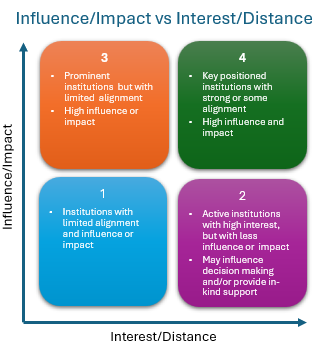 Influence/Impact vs Interest/Distance
Influence/Impact
3
• Prominent
institutions but with
limited alignment
• High influence or
impact
4
• Key positioned
institutions with
strong or some
alignment
• High influence and
impact
1
• Institutions with
limited alignment
and influence or
impact
2
• Active institutions
with high interest,
but with less
influence or impact
• May influence
decision making
and/or provide in-
kind support
Interest/Distance